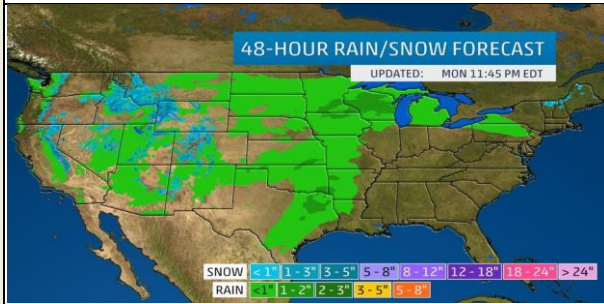 48-HOUR RAIN/SNOW FORECAST
UPDATED: MON 11:45 PM EDT
SNOW <1" 1-3" 3-5" 5-8" 8-12" 12-18" 18-24" > 24"
RAIN <1" 1-2" 2-3" 3-5" 5-8"